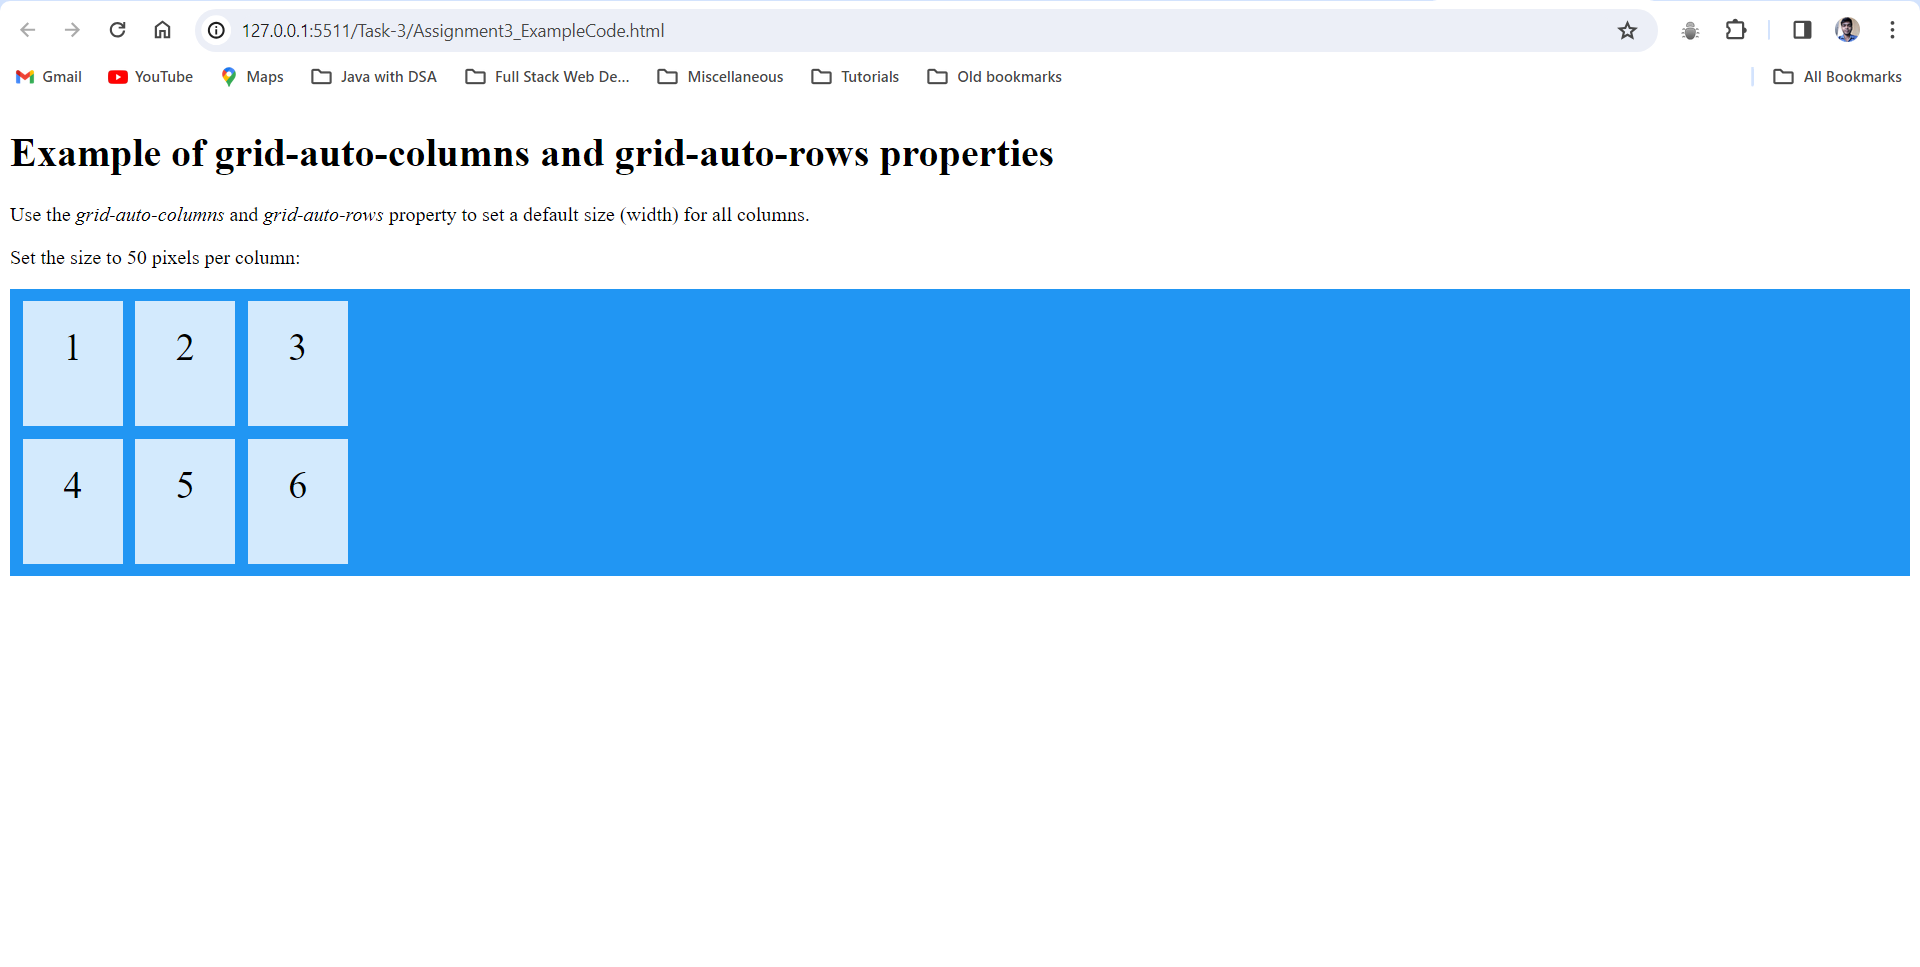 127.0.0.1:5511/Task-3/Assignment3_ExampleCode.html
Gmail YouTube Maps Java with DSA Full Stack Web De... Miscellaneous Tutorials Old bookmarks All Bookmarks
Example of grid-auto-columns and grid-auto-rows properties
Use the grid-auto-columns and grid-auto-rows property to set a default size (width) for all columns.
Set the size to 50 pixels per column:
1 2 3
4 5 6